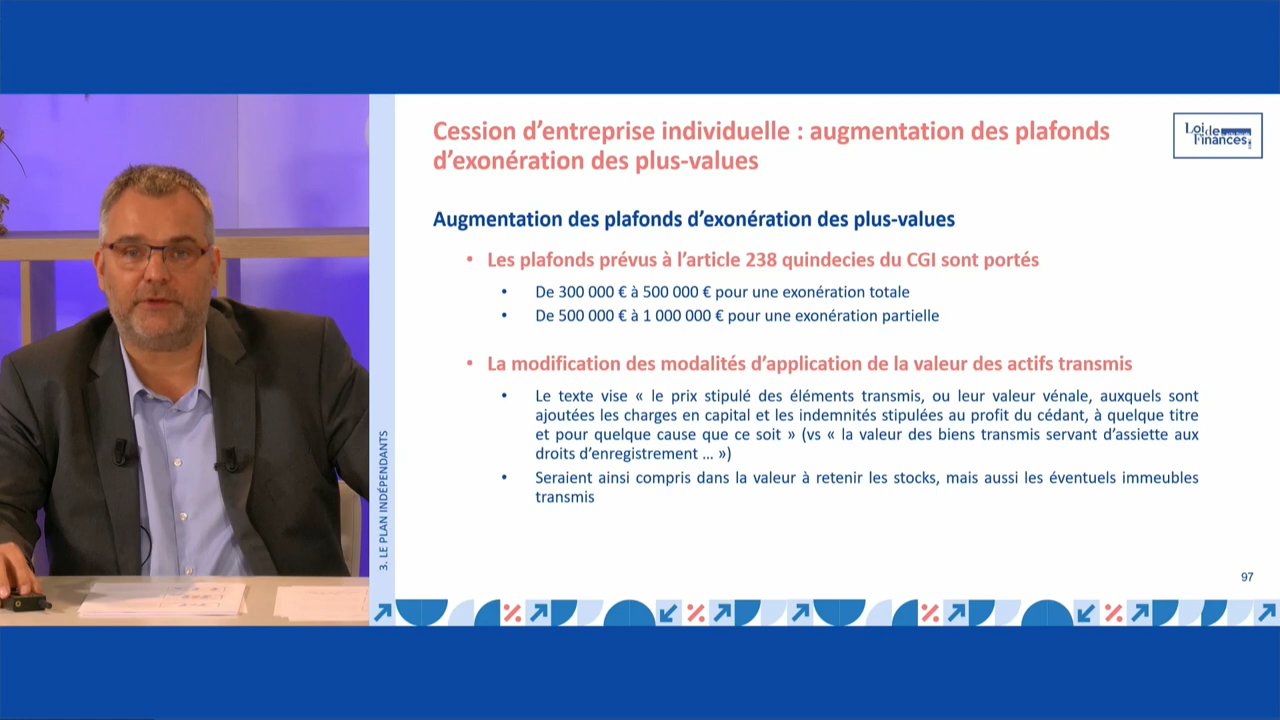 Cession d’entreprise individuelle : augmentation des plafonds
d’exonération des plus-values
Loi de
Finances
Augmentation des plafonds d’exonération des plus-values
• Les plafonds prévus à l’article 238 quindecies du CGI sont portés
• De 300 000 € à 500 000 € pour une exonération totale
• De 500 000 € à 1 000 000 € pour une exonération partielle
• La modification des modalités d’application de la valeur des actifs transmis
• Le texte vise « le prix stipulé des éléments transmis, ou leur valeur vénale, auxquels sont
ajoutées les charges en capital et les indemnités stipulées au profit du cédant, à quelque titre
et pour quelque cause que ce soit » (vs « la valeur des biens transmis servant d’assiette aux
droits d’enregistrement … »)
• Seraient ainsi compris dans la valeur à retenir les stocks, mais aussi les éventuels immeubles
transmis
3. LE PLAN INDÉPENDANTS
97